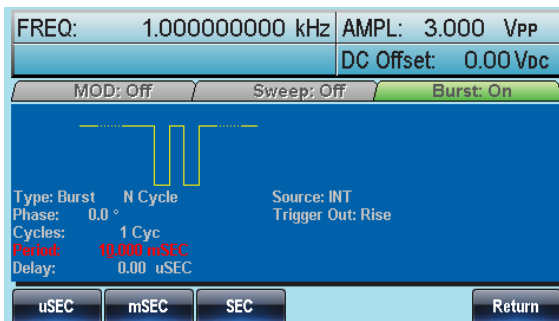 FREQ: 1.000000000 kHz AMPL: 3.000 VPP
DC Offset: 0.00 VDC
MOD: Off Sweep: Off Burst: On
Type: Burst N Cycle Source: INT
Phase: 0.0 ° Trigger Out: Rise
Cycles: 1 Cyc
Period: 10.000 mSEC
Delay: 0.00 uSEC
uSEC mSEC SEC Return